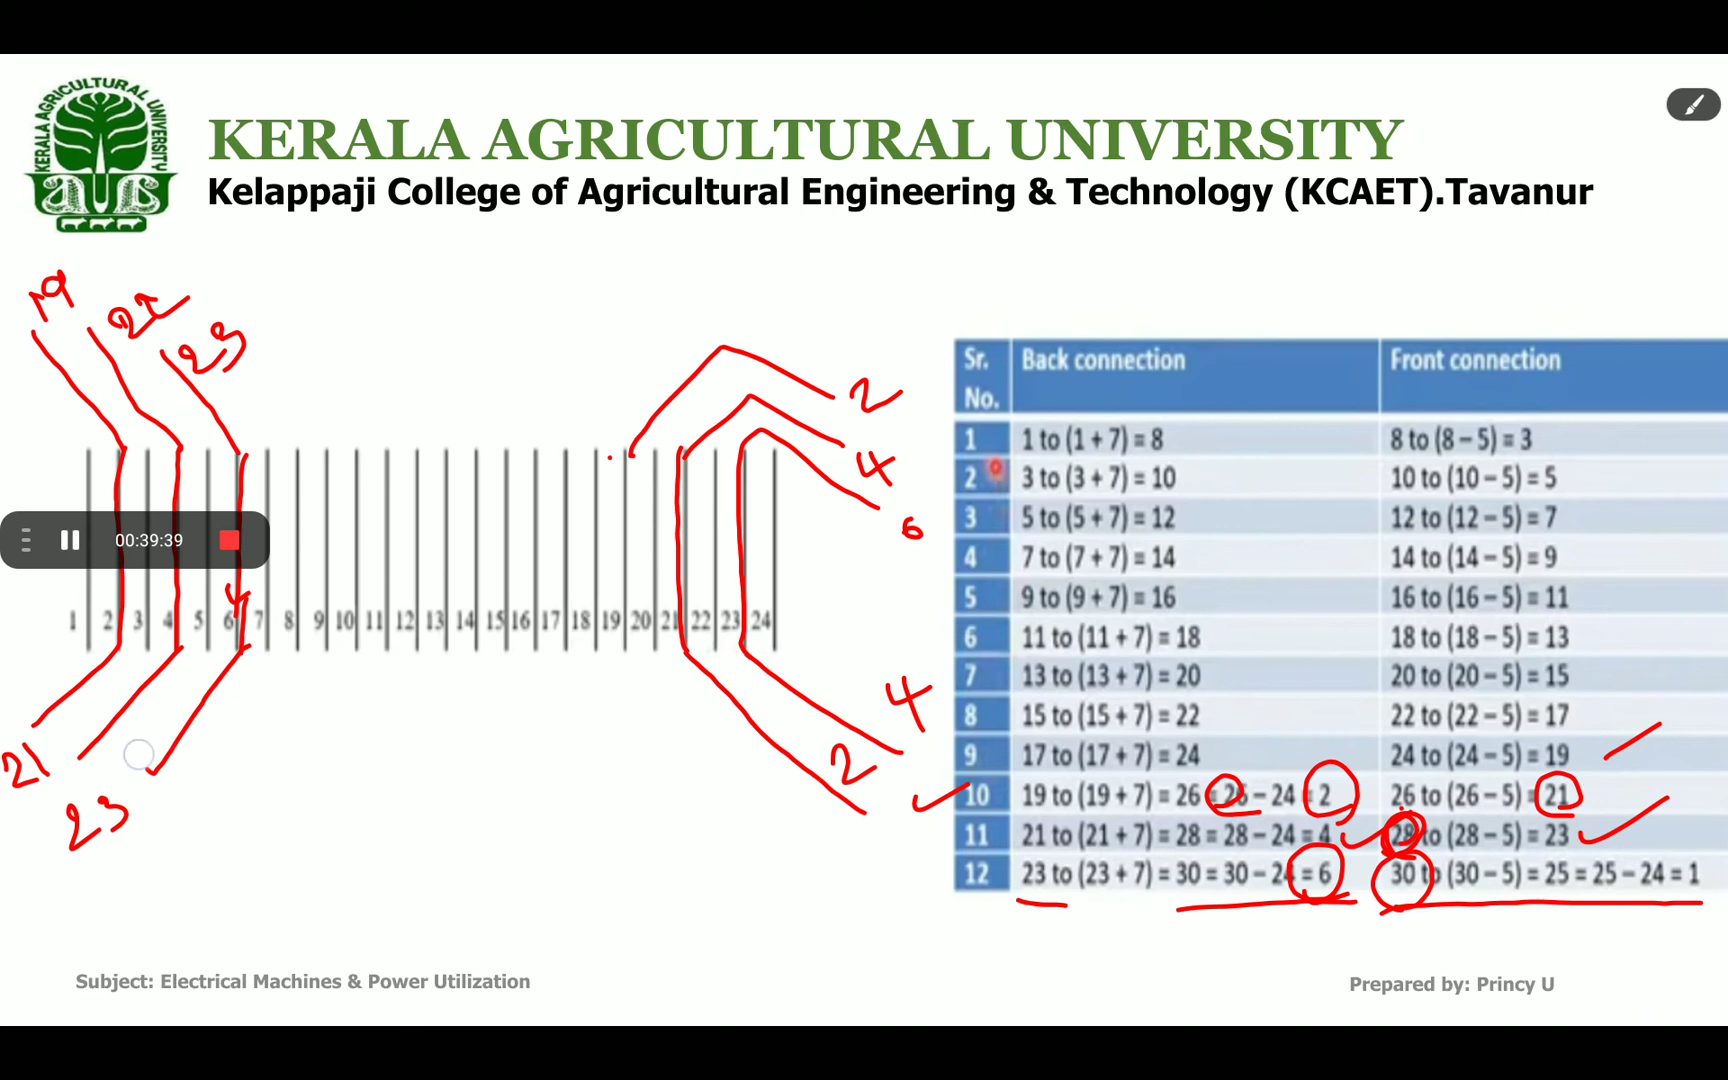 KERALA AGRICULTURAL UNIVERSITY
KERALA AGRICULTURAL UNIVERSITY
Kelappaji College of Agricultural Engineering & Technology (KCAET).Tavanur
19
23
2
4
6
00:39:39
1 2 3 4 5 6 7 8 9 10 11 12 13 14 15 16 17 18 19 20 21 22 23 24
4
2
21
23
Sr. No. Back connection Front connection
1 1 to (1 + 7) = 8 8 to (8 – 5) = 3
2 3 to (3 + 7) = 10 10 to (10 – 5) = 5
3 5 to (5 + 7) = 12 12 to (12 – 5) = 7
4 7 to (7 + 7) = 14 14 to (14 – 5) = 9
5 9 to (9 + 7) = 16 16 to (16 – 5) = 11
6 11 to (11 + 7) = 18 18 to (18 – 5) = 13
7 13 to (13 + 7) = 20 20 to (20 – 5) = 15
8 15 to (15 + 7) = 22 22 to (22 – 5) = 17
9 17 to (17 + 7) = 24 24 to (24 – 5) = 19
10 19 to (19 + 7) = 26 = 26 – 24 = 2 26 to (26 – 5) = 21
11 21 to (21 + 7) = 28 = 28 – 24 = 4 28 to (28 – 5) = 23
12 23 to (23 + 7) = 30 = 30 – 24 = 6 30 to (30 – 5) = 25 = 25 – 24 = 1
Subject: Electrical Machines & Power Utilization
Prepared by: Princy U